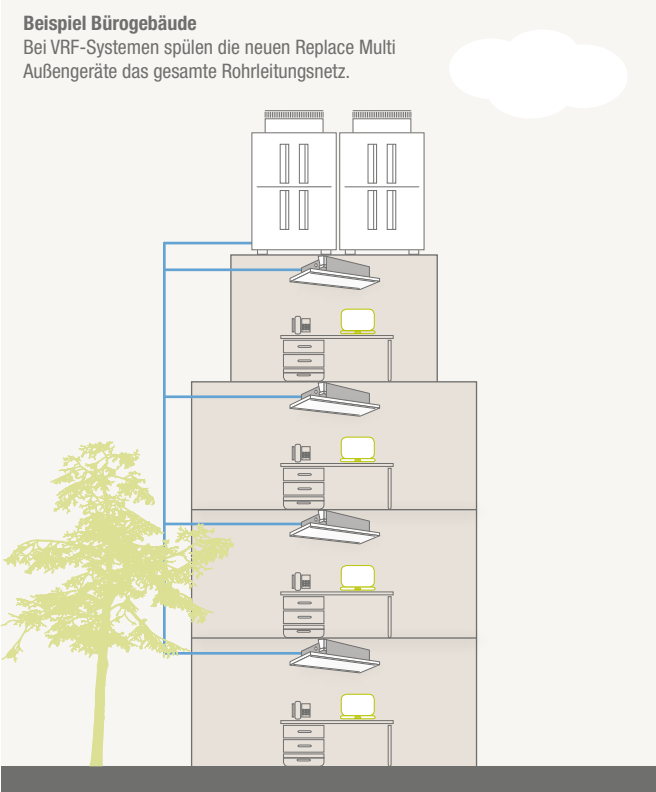 Beispiel Bürogebäude
Bei VRF-Systemen spülen die neuen Replace Multi
Außengeräte das gesamte Rohrleitungsnetz.